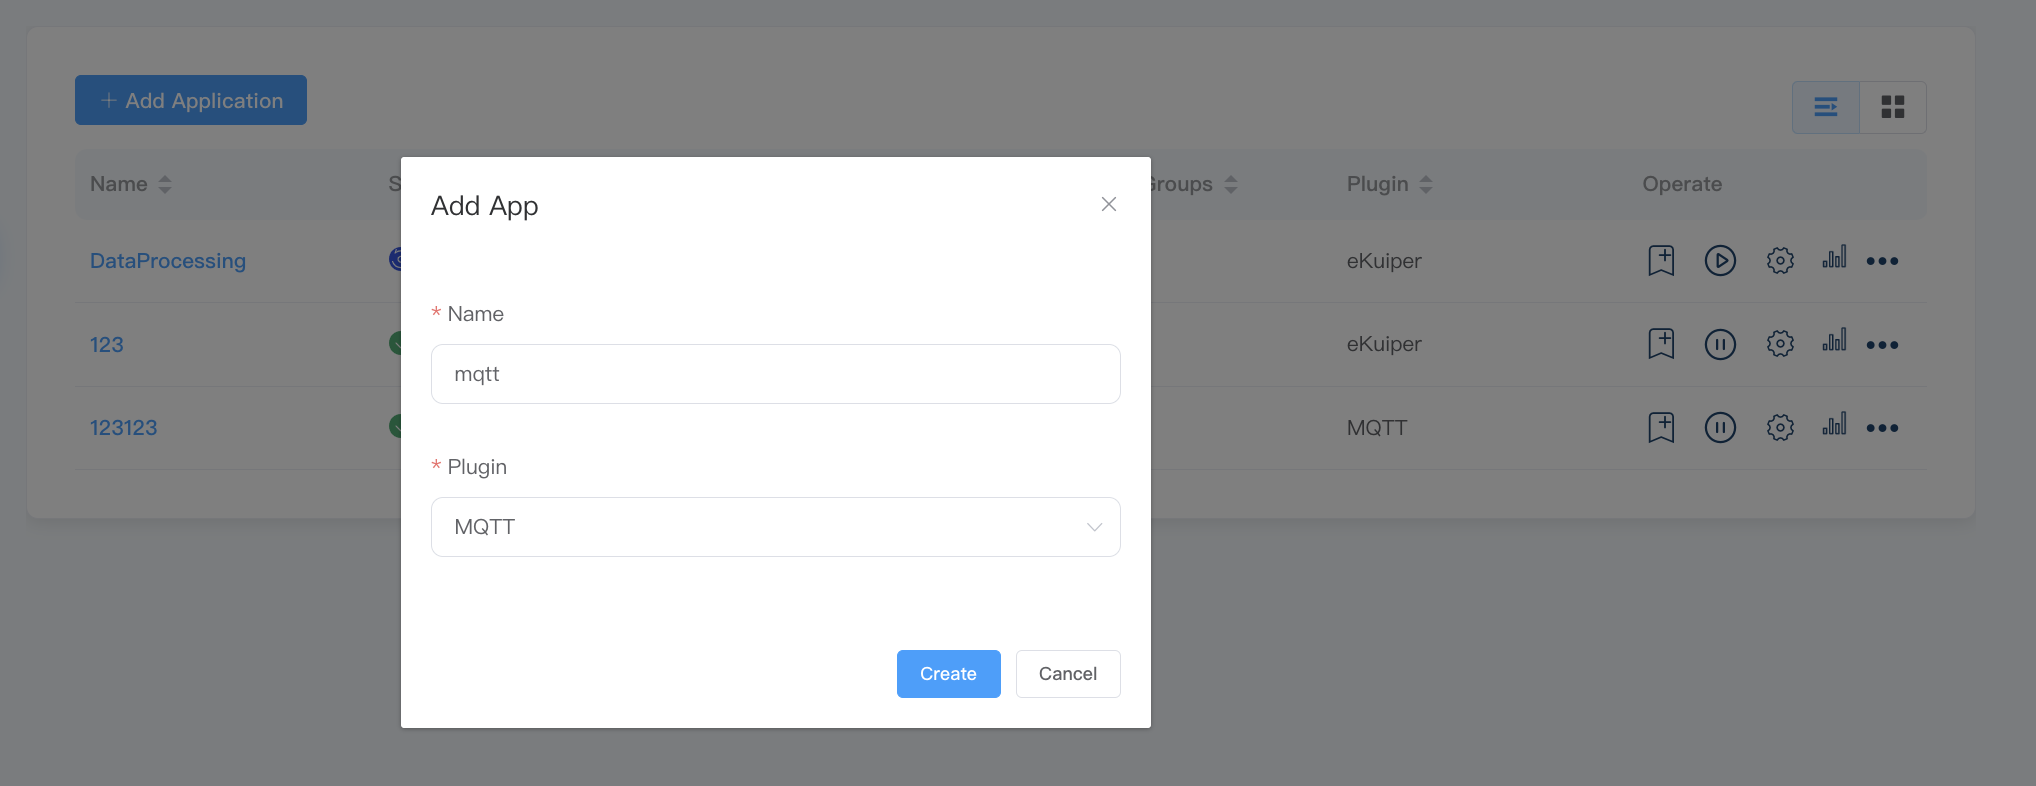 + Add Application
Name
Plugin
Operate
DataProcessing
eKuiper
123
eKuiper
123123
MQTT
Add App
* Name
mqtt
* Plugin
MQTT
Create
Cancel